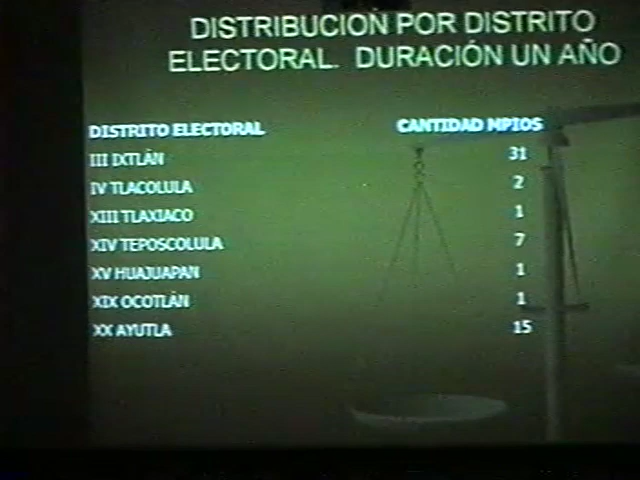 DISTRIBUCION POR DISTRITO
ELECTORAL. DURACIÓN UN AÑO
DISTRITO ELECTORAL CANTIDAD MPIOS
III IXTLÁN 31
IV TLACOLULA 2
XIII TLAXIACO 1
XIV TEPOSCOLULA 7
XV HUAJUAPAN 1
XIX OCOTLÁN 1
XX AYUTLA 15